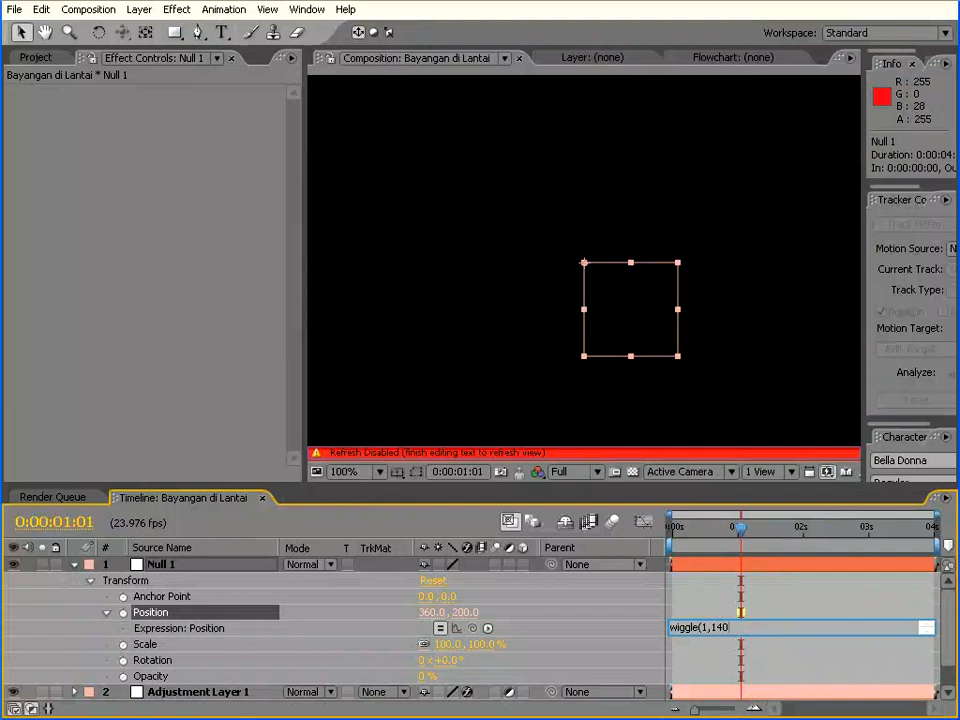 File Edit Composition Layer Effect Animation View Window Help
Workspace: Standard
Project Effect Controls: Null 1 Composition: Bayangan di Lantai Layer: (none) Flowchart: (none) Info
Bayangan di Lantai * Null 1
R : 255
G : 0
B : 28
A : 255
Null 1
Duration: 0:00:04:
In: 0:00:00:00, Ou
Tracker Co
Motion Source: N
Current Track:
Track Type:
Motion Target:
Analyze:
Character
Refresh Disabled (finish editing text to refresh view)
Bella Donna
100% 0:00:01:01 Full Active Camera 1 View
Regular
Render Queue Timeline: Bayangan di Lantai
0:00:01:01 (23.976 fps)
:00s 02s 03s 04s
# Source Name Mode T TrkMat Parent
1 Null 1 Normal None
Transform Reset
Anchor Point 0.0, 0.0
Position 360.0, 200.0
Expression: Position wiggle(1,140
Scale 100.0, 100.0%
Rotation 0 x +0.0°
Opacity 0 %
2 Adjustment Layer 1 Normal None None